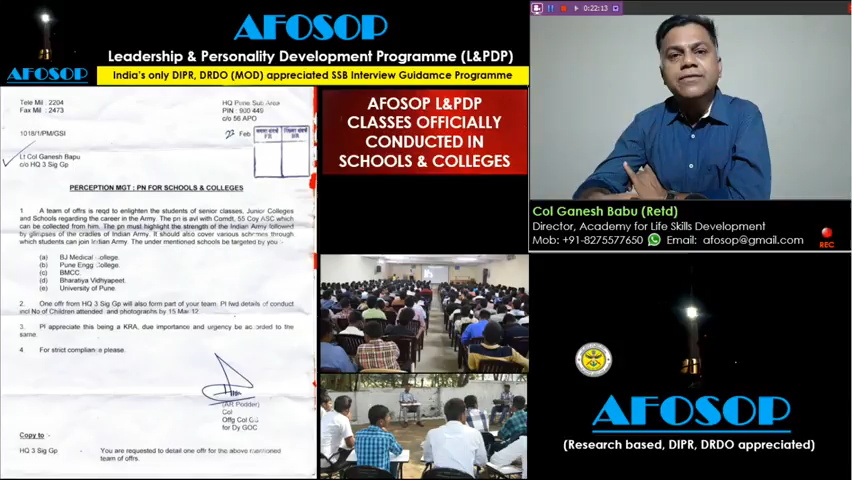 AFOSOP
AFOSOP
Leadership & Personality Development Programme (L&PDP)
India's only DIPR, DRDO (MOD) appreciated SSB Interview Guidamce Programme
Tele Mil : 2204
Fax Mil : 2473
HQ Pune Sub Area
PIN : 900 449
c/o 56 APO
1018/1/PM/GSI
22 Feb
Lt Col Ganesh Babu
c/o HQ 3 Sig Gp
PERCEPTION MGT : PN FOR SCHOOLS & COLLEGES
1 A team of offrs is reqd to enlighten the students of senior classes, Junior Colleges
and Schools regarding the career in the Army. The pn is avl with Comdt, 55 Coy ASC which
can be collected from him. The pn must highlight the strength of the Indian Army followed
by glimpses of the cradles of Indian Army. It should also cover various schemes through
which students can join Indian Army. The under mentioned schools be targeted by you :-
(a) BJ Medical College.
(b) Pune Engg College.
(c) BMCC.
(d) Bharatiya Vidhyapeet.
(e) University of Pune.
2. One offr from HQ 3 Sig Gp will also form part of your team. Pl fwd details of conduct
incl No of Children attended and photographs by 15 Mar 12.
3. Pl appreciate this being a KRA, due importance and urgency be accorded to the
same.
4 For strict compliance please.
(AR Podder)
Col
Offg Col GS
for Dy GOC
Copy to :-
HQ 3 Sig Gp - You are requested to detail one offr for the above mentioned
team of offrs.
AFOSOP L&PDP
CLASSES OFFICIALLY
CONDUCTED IN
SCHOOLS & COLLEGES
0:22:13
Col Ganesh Babu (Retd)
Director, Academy for Life Skills Development
Mob: +91-8275577650 Email: afosop@gmail.com
REC
AFOSOP
(Research based, DIPR, DRDO appreciated)